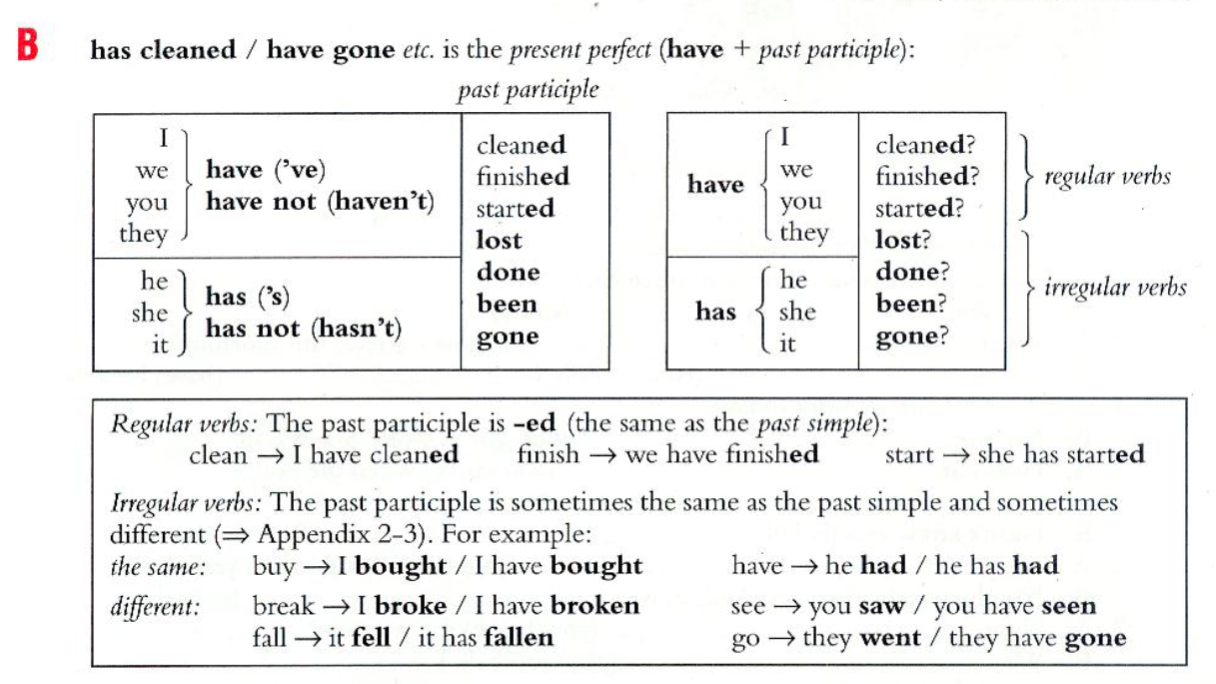 B
has cleaned / have gone etc. is the present perfect (have + past participle):
past participle
I
we
you
they
have (’ve)
have not (haven’t)
he
she
it
has (’s)
has not (hasn’t)
cleaned
finished
started
lost
done
been
gone
have
I
we
you
they
has
he
she
it
cleaned?
finished?
started?
lost?
done?
been?
gone?
regular verbs
irregular verbs
Regular verbs: The past participle is -ed (the same as the past simple):
clean → I have cleaned finish → we have finished start → she has started
Irregular verbs: The past participle is sometimes the same as the past simple and sometimes
different (⇒ Appendix 2–3). For example:
the same: buy → I bought / I have bought have → he had / he has had
different: break → I broke / I have broken see → you saw / you have seen
fall → it fell / it has fallen go → they went / they have gone